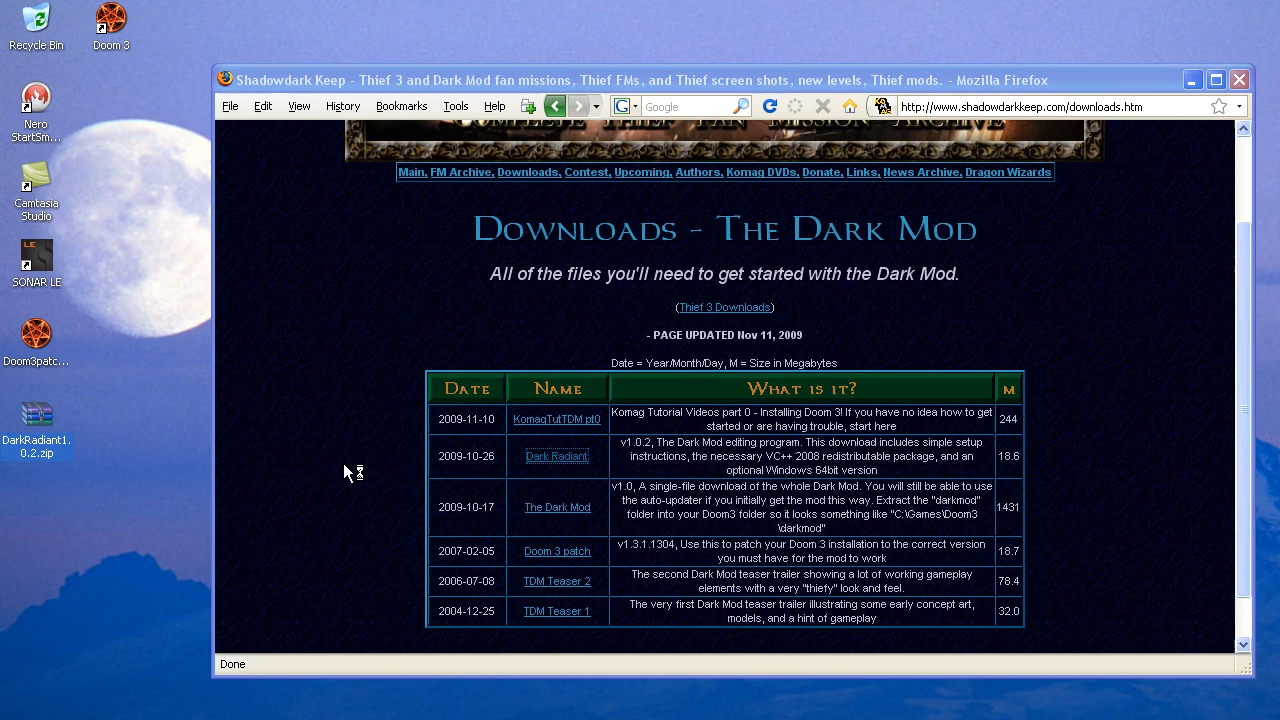 Recycle Bin
Doom 3
Nero
StartSm...
Camtasia
Studio
LE
SONAR LE
Doom3patc...
DarkRadiant1.
0.2.zip
Shadowdark Keep - Thief 3 and Dark Mod fan missions, Thief FMs, and Thief screen shots, new levels, Thief mods. - Mozilla Firefox
File Edit View History Bookmarks Tools Help G Google http://www.shadowdarkkeep.com/downloads.htm
Complete Thief Fan Mission Archive
Main, FM Archive, Downloads, Contest, Upcoming, Authors, Komag DVDs, Donate, Links, News Archive, Dragon Wizards
Downloads - The Dark Mod
All of the files you'll need to get started with the Dark Mod.
(Thief 3 Downloads)
- PAGE UPDATED Nov 11, 2009
Date = Year/Month/Day, M = Size in Megabytes
Date Name What is it? M
2009-11-10 KomagTutTDM pt0 Komag Tutorial Videos part 0 - Installing Doom 3! If you have no idea how to get
started or are having trouble, start here 244
2009-10-26 Dark Radiant v1.0.2, The Dark Mod editing program. This download includes simple setup
instructions, the necessary VC++ 2008 redistributable package, and an
optional Windows 64bit version 18.6
2009-10-17 The Dark Mod v1.0, A single-file download of the whole Dark Mod. You will still be able to use
the auto-updater if you initially get the mod this way. Extract the "darkmod"
folder into your Doom3 folder so it looks something like "C:\Games\Doom3
\darkmod" 1431
2007-02-05 Doom 3 patch v1.3.1.1304, Use this to patch your Doom 3 installation to the correct version
you must have for the mod to work 18.7
2006-07-08 TDM Teaser 2 The second Dark Mod teaser trailer showing a lot of working gameplay
elements with a very "thiefy" look and feel. 78.4
2004-12-25 TDM Teaser 1 The very first Dark Mod teaser trailer illustrating some early concept art,
models, and a hint of gameplay 32.0
Done